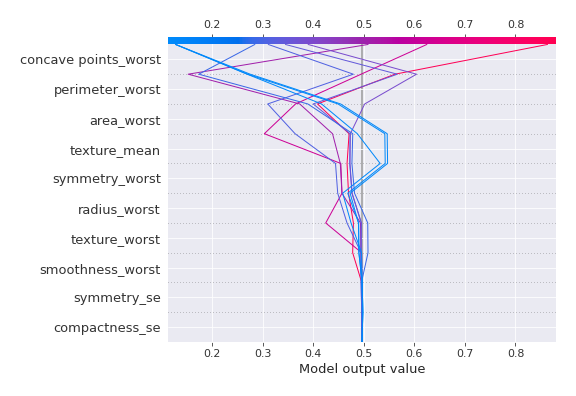 0.2 0.3 0.4 0.5 0.6 0.7 0.8
concave points_worst
perimeter_worst
area_worst
texture_mean
symmetry_worst
radius_worst
texture_worst
smoothness_worst
symmetry_se
compactness_se
0.2 0.3 0.4 0.5 0.6 0.7 0.8
Model output value